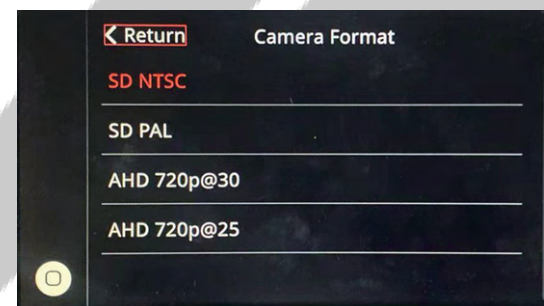 Return Camera Format
SD NTSC
SD PAL
AHD 720p@30
AHD 720p@25